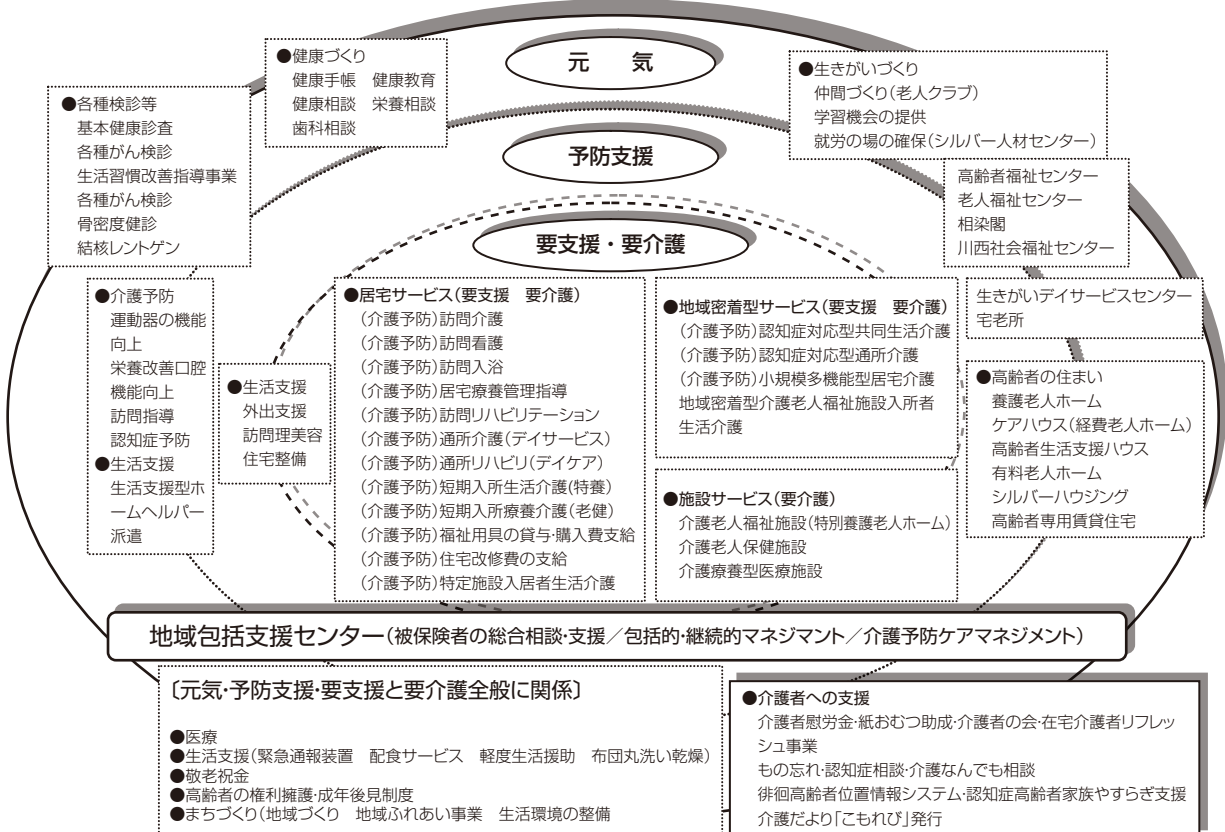 元　気
●健康づくり
健康手帳　健康教育
健康相談　栄養相談
歯科相談
●生きがいづくり
仲間づくり（老人クラブ）
学習機会の提供
就労の場の確保（シルバー人材センター）
●各種検診等
基本健康診査
各種がん検診
生活習慣改善指導事業
各種がん検診
骨密度健診
結核レントゲン
予防支援
高齢者福祉センター
老人福祉センター
相染閣
川西社会福祉センター
要支援・要介護
●介護予防
運動器の機能
向上
栄養改善口腔
機能向上
訪問指導
認知症予防
●生活支援
生活支援型ホ
ームヘルパー
派遣
●生活支援
外出支援
訪問理美容
住宅整備
●居宅サービス（要支援　要介護）
（介護予防）訪問介護
（介護予防）訪問看護
（介護予防）訪問入浴
（介護予防）居宅療養管理指導
（介護予防）訪問リハビリテーション
（介護予防）通所介護（デイサービス）
（介護予防）通所リハビリ（デイケア）
（介護予防）短期入所生活介護(特養）
（介護予防）短期入所療養介護（老健）
（介護予防）福祉用具の貸与・購入費支給
（介護予防）住宅改修費の支給
（介護予防）特定施設入居者生活介護
●地域密着型サービス（要支援　要介護）
（介護予防）認知症対応型共同生活介護
（介護予防）認知症対応型通所介護
（介護予防）小規模多機能型居宅介護
地域密着型介護老人福祉施設入所者
生活介護
●施設サービス（要介護）
介護老人福祉施設（特別養護老人ホーム）
介護老人保健施設
介護療養型医療施設
生きがいデイサービスセンター
宅老所
●高齢者の住まい
養護老人ホーム
ケアハウス（経費老人ホーム）
高齢者生活支援ハウス
有料老人ホーム
シルバーハウジング
高齢者専用賃貸住宅
地域包括支援センター（被保険者の総合相談・支援／包括的・継続的マネジマント／介護予防ケアマネジメント）
〔元気・予防支援・要支援と要介護全般に関係〕
●医療
●生活支援（緊急通報装置　配食サービス　軽度生活援助　布団丸洗い乾燥）
●敬老祝金
●高齢者の権利擁護・成年後見制度
●まちづくり（地域づくり　地域ふれあい事業　生活環境の整備
●介護者への支援
介護者慰労金・紙おむつ助成・介護者の会・在宅介護者リフレッ
シュ事業
もの忘れ・認知症相談・介護なんでも相談
徘徊高齢者位置情報システム・認知症高齢者家族やすらぎ支援
介護だより「こもれび」発行